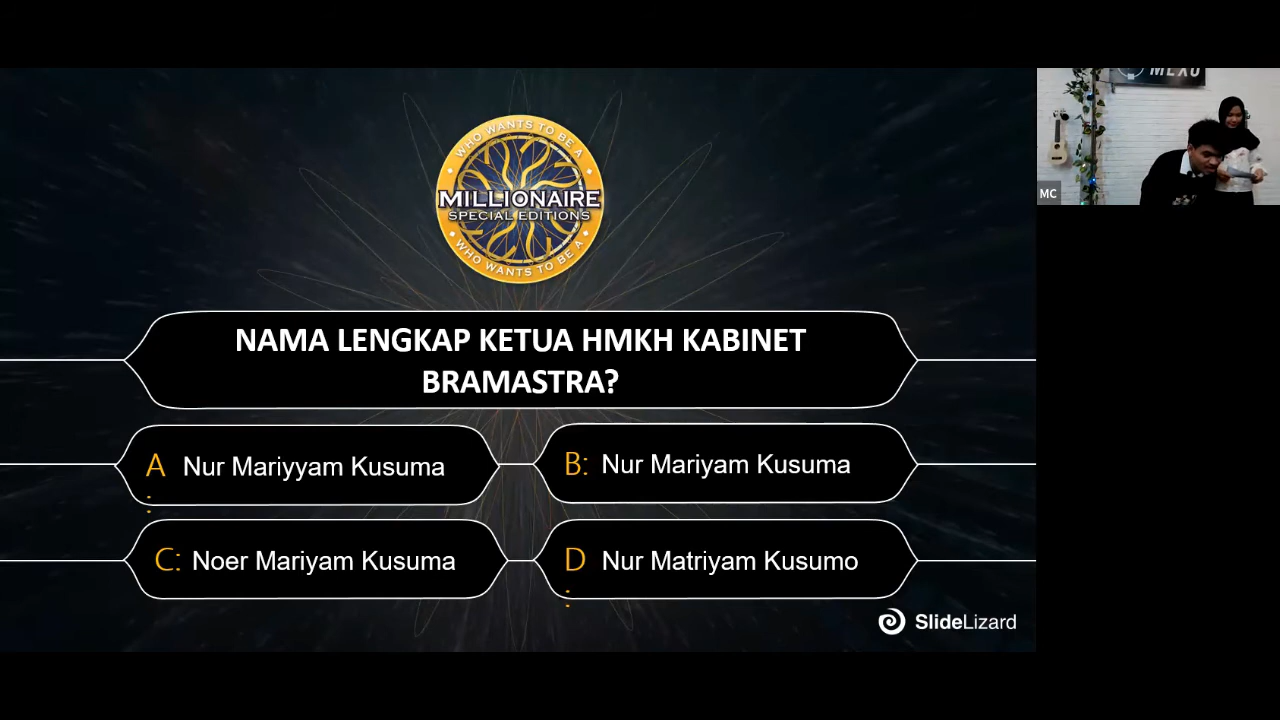 WHO WANTS TO BE A
MILLIONAIRE
SPECIAL EDITIONS
WHO WANTS TO BE A
NAMA LENGKAP KETUA HMKH KABINET
BRAMASTRA?
A: Nur Mariyyam Kusuma
B: Nur Mariyam Kusuma
C: Noer Mariyam Kusuma
D: Nur Matriyam Kusumo
SlideLizard
MC